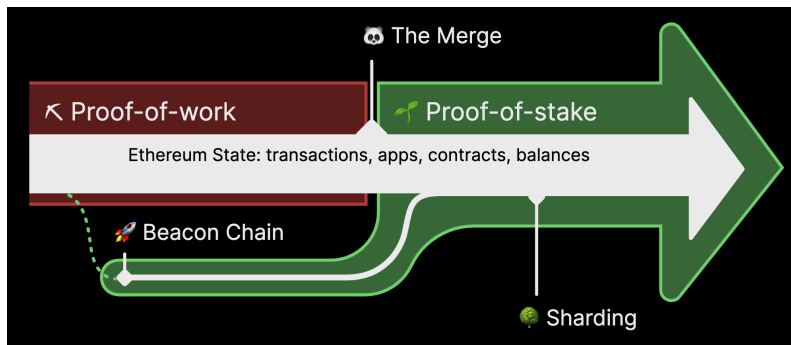 🐼 The Merge
⛏ Proof-of-work
🌱 Proof-of-stake
Ethereum State: transactions, apps, contracts, balances
🚀 Beacon Chain
🌳 Sharding